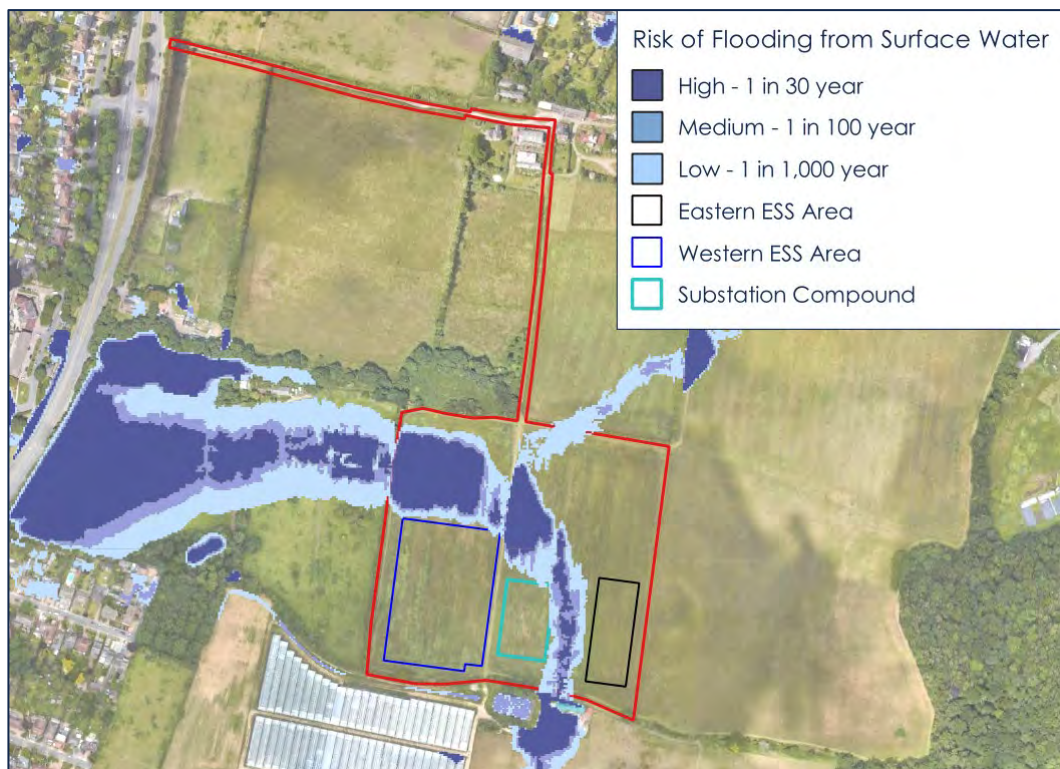 Risk of Flooding from Surface Water
High - 1 in 30 year
Medium - 1 in 100 year
Low - 1 in 1,000 year
Eastern ESS Area
Western ESS Area
Substation Compound